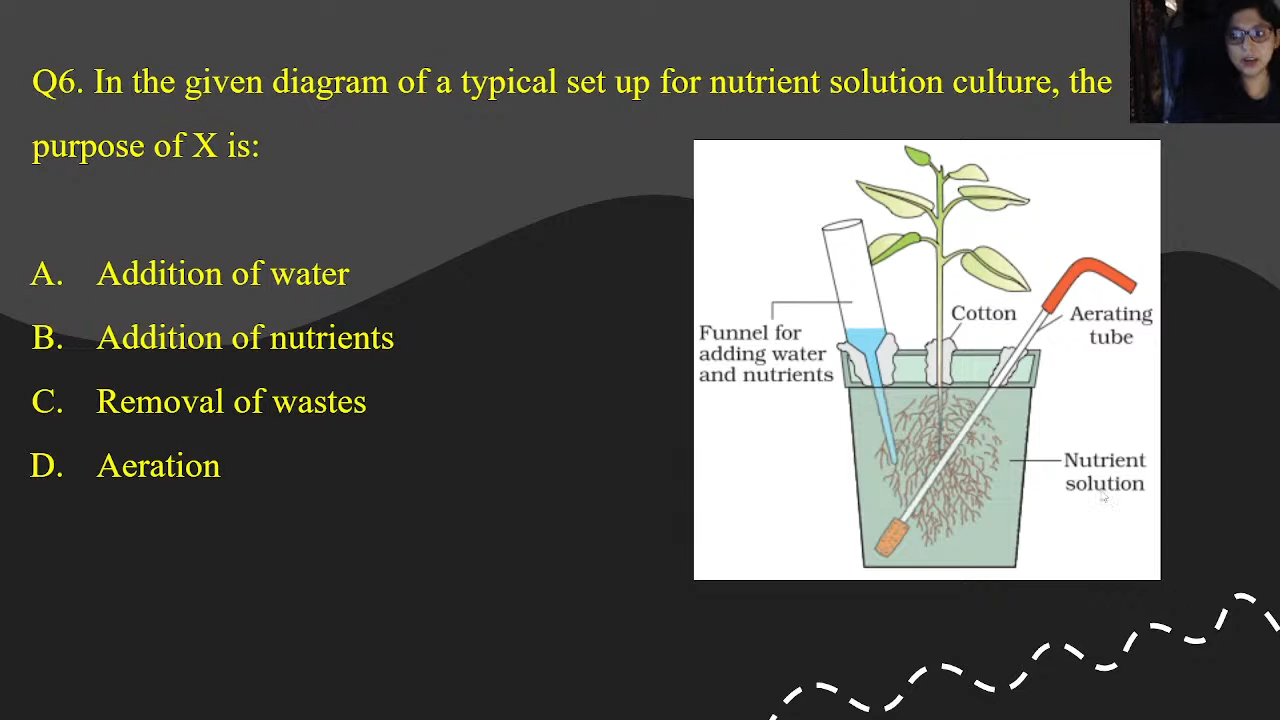 Q6. In the given diagram of a typical set up for nutrient solution culture, the
purpose of X is:
A. Addition of water
B. Addition of nutrients
C. Removal of wastes
D. Aeration
Funnel for
adding water
and nutrients
Cotton
Aerating
tube
Nutrient
solution